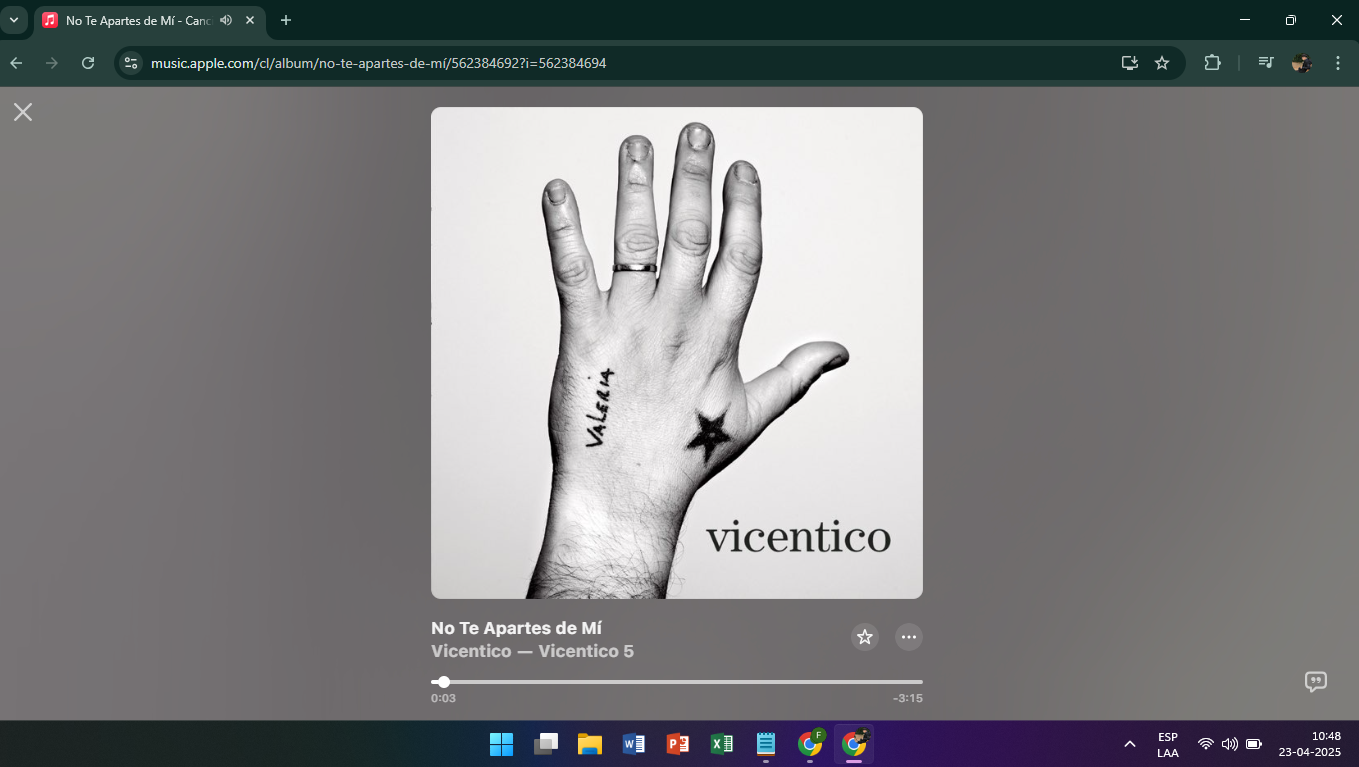 No Te Apartes de Mí - Canc
music.apple.com/cl/album/no-te-apartes-de-mí/562384692?i=562384694
VALERIA
vicentico
No Te Apartes de Mí
Vicentico — Vicentico 5
0:03
-3:15
F
ESP
LAA
10:48
23-04-2025